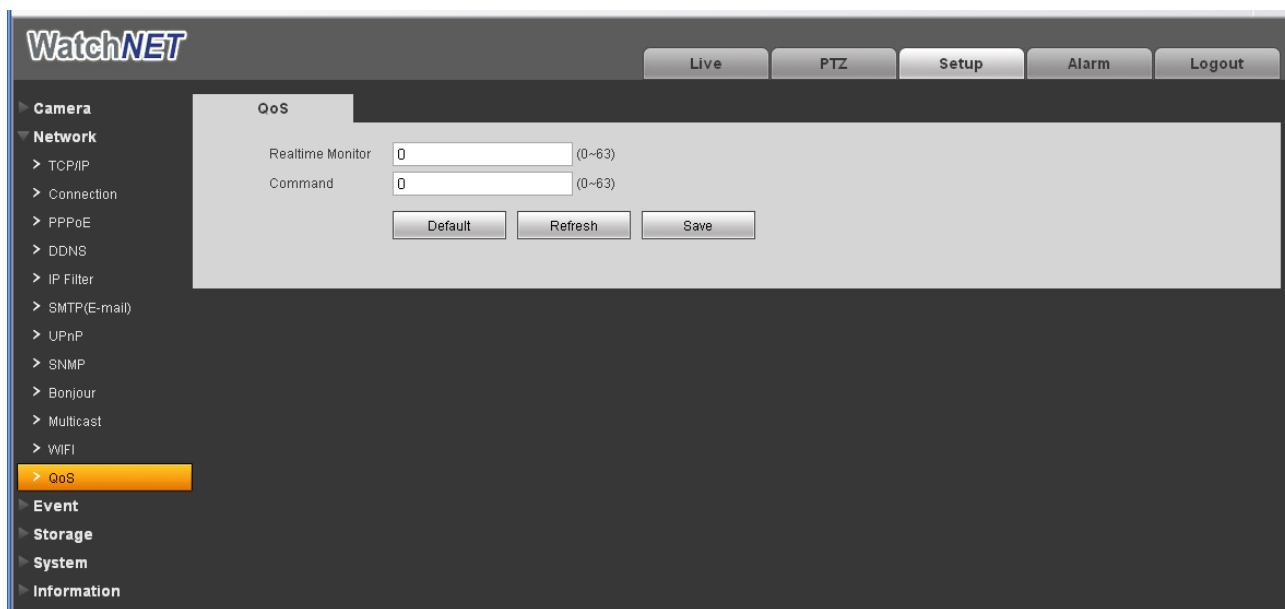 WatchNET
Live PTZ Setup Alarm Logout
Camera
Network
> TCP/IP
> Connection
> PPPoE
> DDNS
> IP Filter
> SMTP(E-mail)
> UPnP
> SNMP
> Bonjour
> Multicast
> WIFI
> QoS
Event
Storage
System
Information
QoS
Realtime Monitor 0 (0~63)
Command 0 (0~63)
Default Refresh Save